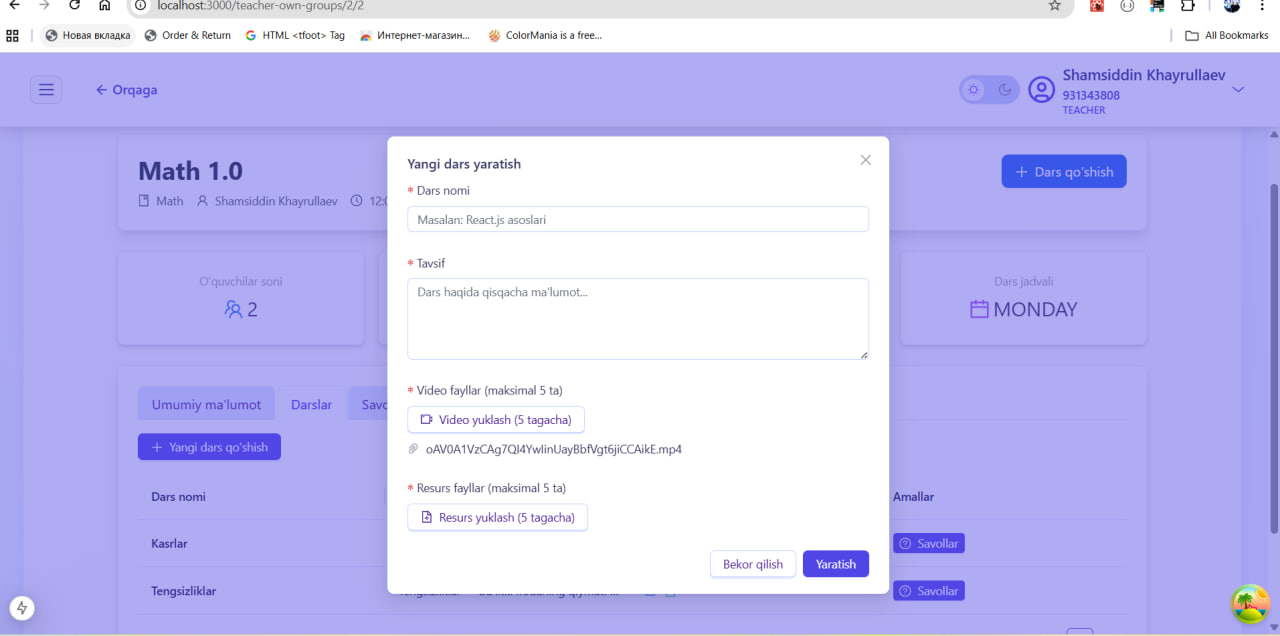 localhost:3000/teacher-own-groups/2/2
Новая вкладка
Order & Return
HTML <tfoot> Tag
Интернет-магазин...
ColorMania is a free...
All Bookmarks
Orqaga
Shamsiddin Khayrullaev
931343808
TEACHER
Math 1.0
Math Shamsiddin Khayrullaev 12:
Dars qo'shish
O'quvchilar soni
2
Dars jadvali
MONDAY
Umumiy ma'lumot
Darslar
Savo
Yangi dars qo'shish
Dars nomi
Amallar
Kasrlar
Savollar
Tengsizliklar
Savollar
Yangi dars yaratish
* Dars nomi
Masalan: React.js asoslari
* Tavsif
Dars haqida qisqacha ma'lumot...
* Video fayllar (maksimal 5 ta)
Video yuklash (5 tagacha)
* Resurs fayllar (maksimal 5 ta)
Resurs yuklash (5 tagacha)
Bekor qilish
Yaratish